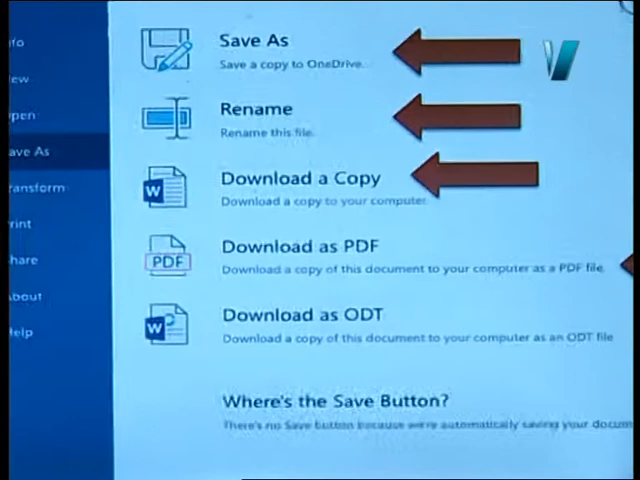 nfo
ew
pen
ave As
ransform
rint
hare
bout
elp
Save As
Save a copy to OneDrive.
Rename
Rename this file.
W
Download a Copy
Download a copy to your computer.
PDF
Download as PDF
Download a copy of this document to your computer as a PDF file.
W
Download as ODT
Download a copy of this document to your computer as an ODT file
Where's the Save Button?
There's no Save button because we're automatically saving your docum
V